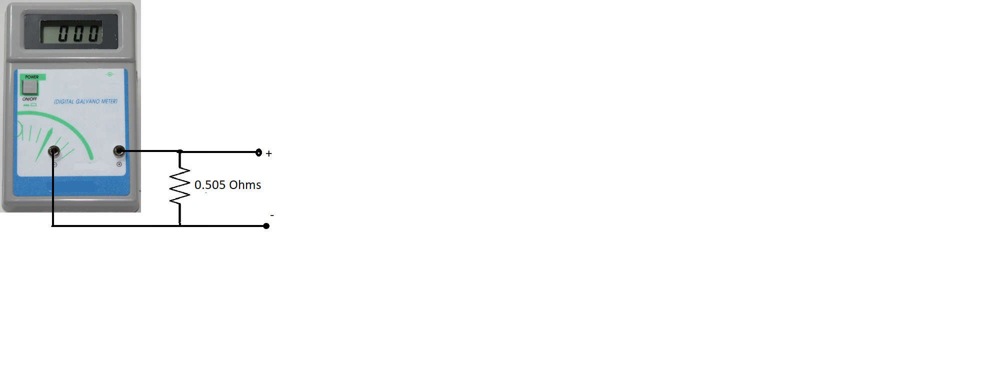 000
POWER
ON/OFF
(DIGITAL GALVANO METER)
- +
+
0.505 Ohms
-